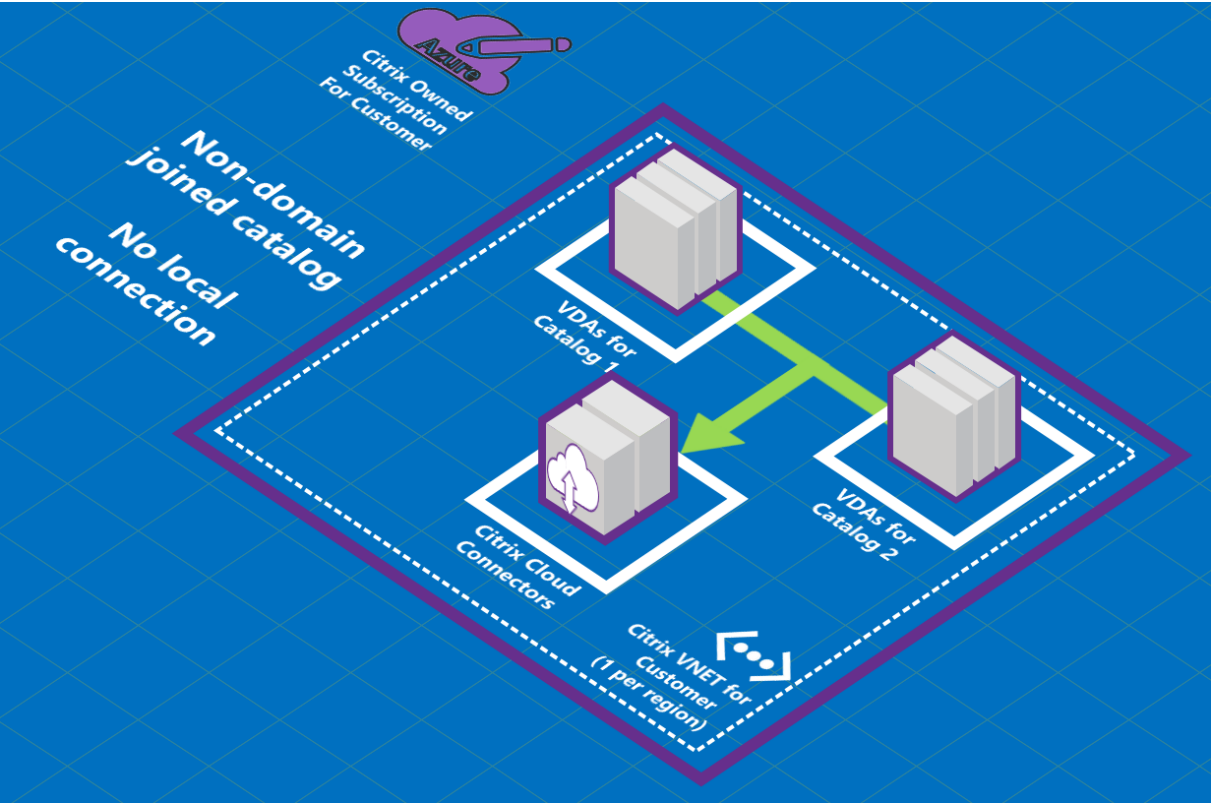 Azure
Citrix Owned
Subscription
For Customer
Non-domain
joined catalog
No local
connection
VDAs for
Catalog 1
VDAs for
Catalog 2
Citrix Cloud
Connectors
Citrix VNET for
Customer
(1 per region)